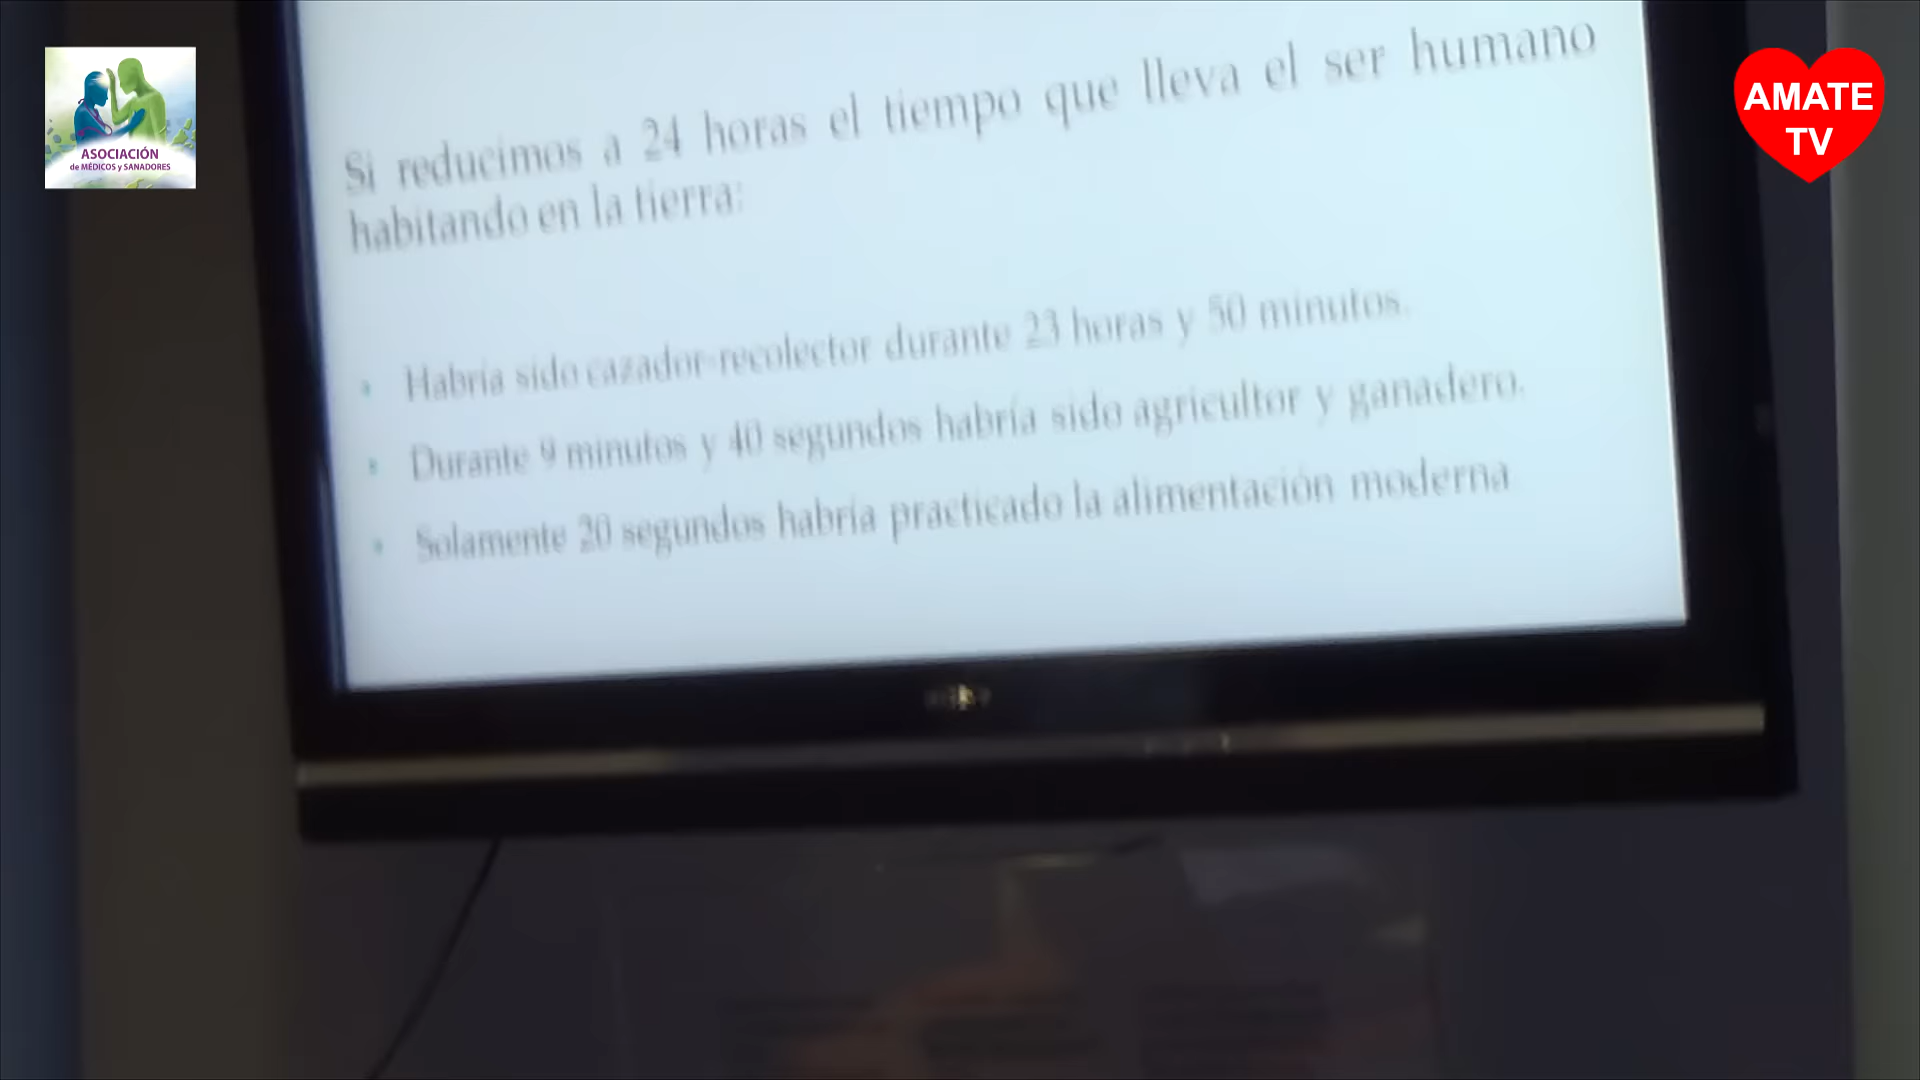 ASOCIACIÓN
de MÉDICOS y SANADORES
AMATE
TV
Si reducimos a 24 horas el tiempo que lleva el ser humano
habitando en la tierra:
• Habría sido cazador-recolector durante 23 horas y 50 minutos.
• Durante 9 minutos y 40 segundos habría sido agricultor y ganadero.
• Solamente 20 segundos habría practicado la alimentación moderna